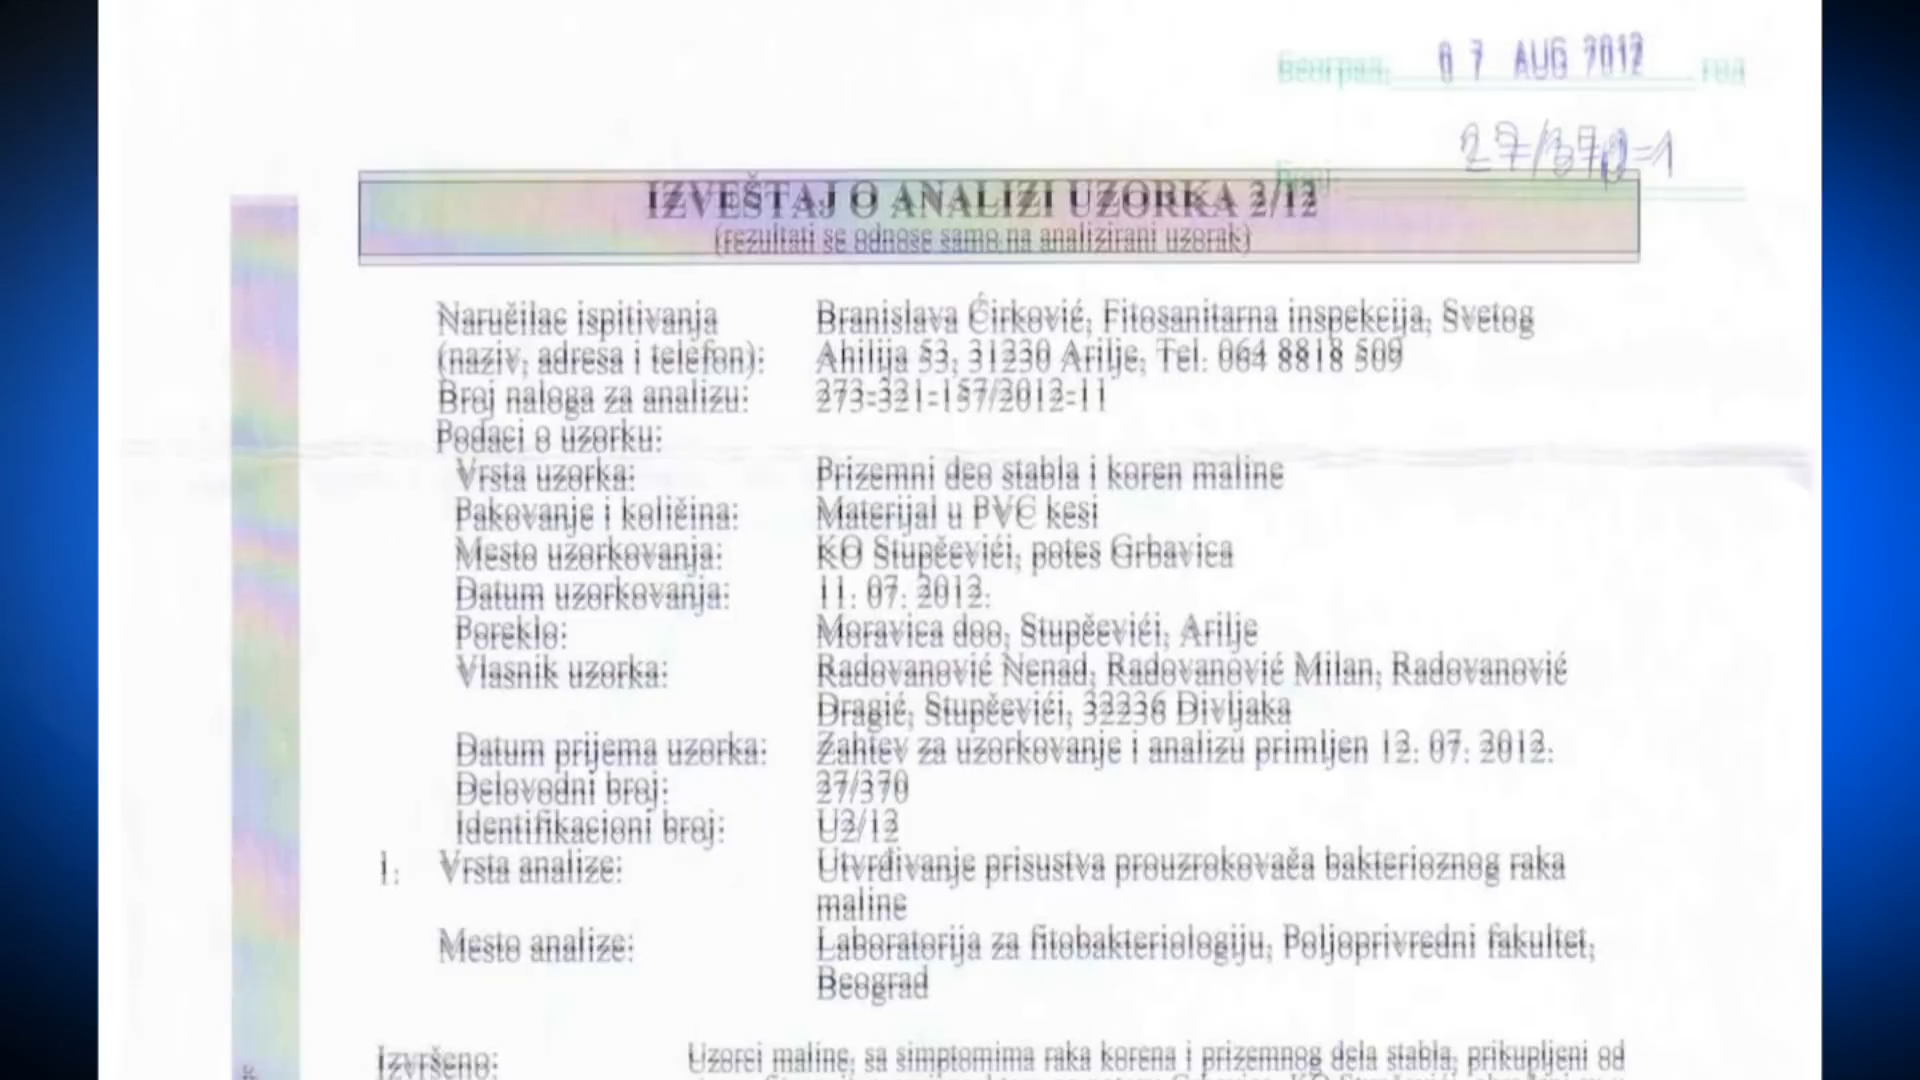 Београд, 07 AUG 2012 год
Број: 27/370-1
IZVEŠTAJ O ANALIZI UZORKA 2/12
(rezultati se odnose samo na analizirani uzorak)
Naručilac ispitivanja Branislava Ćirković, Fitosanitarna inspekcija, Svetog
(naziv, adresa i telefon): Ahilija 53, 31230 Arilje, Tel. 064 8818 509
Broj naloga za analizu: 273-321-157/2012-11
Podaci o uzorku:
Vrsta uzorka: Prizemni deo stabla i koren maline
Pakovanje i količina: Materijal u PVC kesi
Mesto uzorkovanja: KO Stupčevići, potes Grbavica
Datum uzorkovanja: 11. 07. 2012.
Poreklo: Moravica doo, Stupčevići, Arilje
Vlasnik uzorka: Radovanović Nenad, Radovanović Milan, Radovanović
Dragić, Stupčevići, 32236 Divljaka
Datum prijema uzorka: Zahtev za uzorkovanje i analizu primljen 12. 07. 2012.
Delovodni broj: 27/370
Identifikacioni broj: U2/12
1. Vrsta analize: Utvrđivanje prisustva prouzrokovača bakterioznog raka
maline
Mesto analize: Laboratorija za fitobakteriologiju, Poljoprivredni fakultet,
Beograd
Izvršeno: Uzorci maline, sa simptomima raka korena i prizemnog dela stabla, prikupljeni od